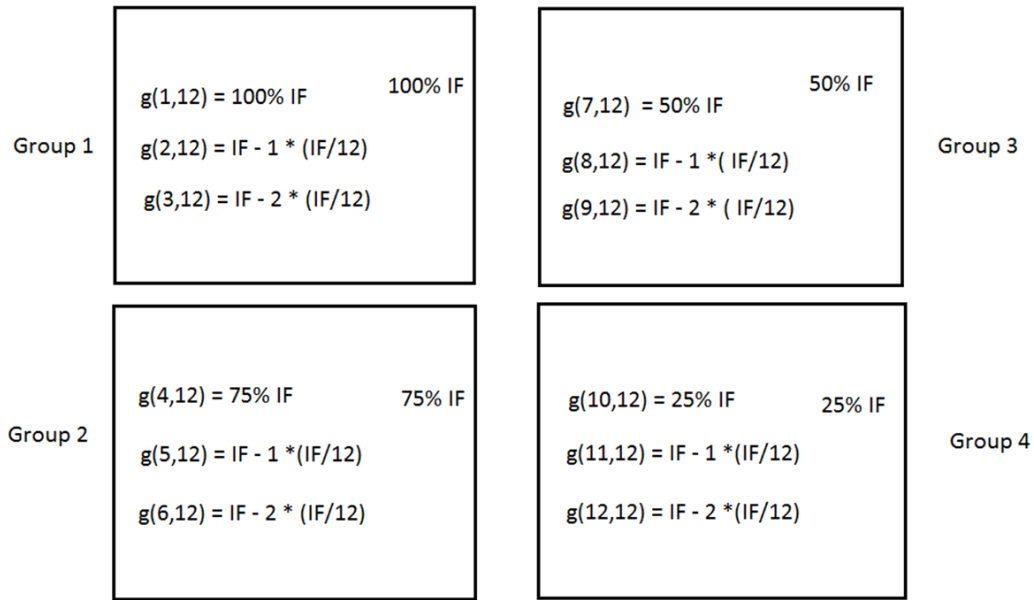 Group 1
g(1,12) = 100% IF
100% IF
g(2,12) = IF - 1 * (IF/12)
g(3,12) = IF - 2 * (IF/12)
Group 2
g(4,12) = 75% IF
75% IF
g(5,12) = IF - 1 *(IF/12)
g(6,12) = IF - 2 * (IF/12)
Group 3
g(7,12)  = 50% IF
50% IF
g(8,12) = IF - 1 *( IF/12)
g(9,12) = IF - 2 * ( IF/12)
Group 4
g(10,12) = 25% IF
25% IF
g(11,12) = IF - 1 *(IF/12)
g(12,12) = IF - 2 *(IF/12)